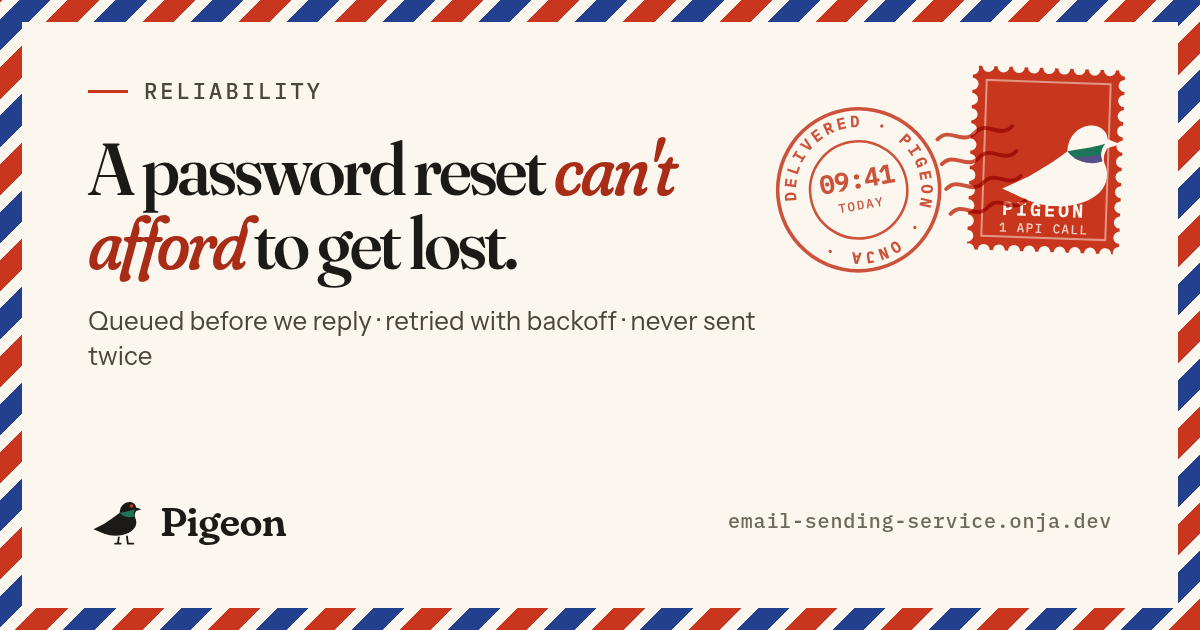 RELIABILITY
A password reset can't
afford to get lost.
Queued before we reply · retried with backoff · never sent
twice
DELIVERED · PIGEON · ONJA ·
09:41
TODAY
PIGEON
1 API CALL
Pigeon
email-sending-service.onja.dev